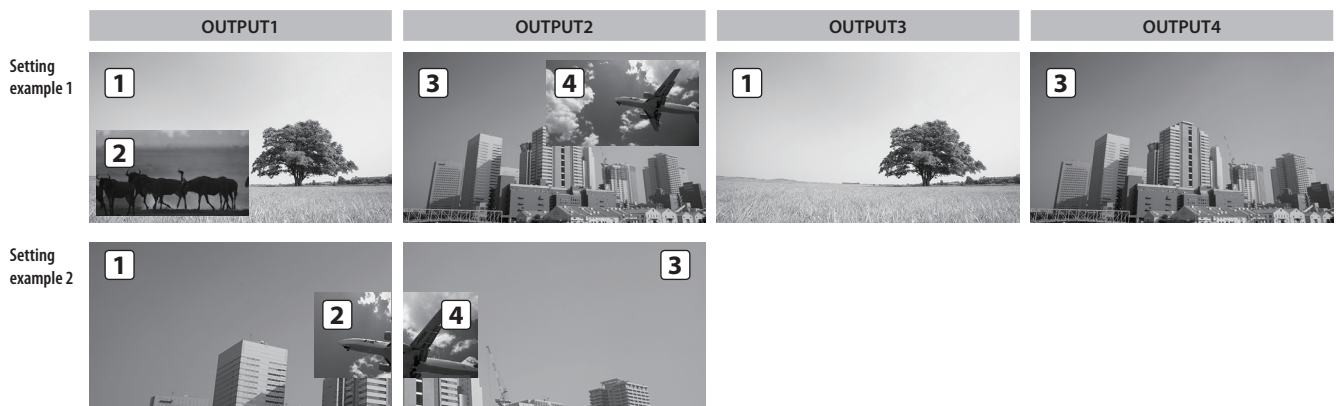 OUTPUT1 OUTPUT2 OUTPUT3 OUTPUT4
Setting
example 1
1 3 4 1 3
2
Setting
example 2
1 3
2 4